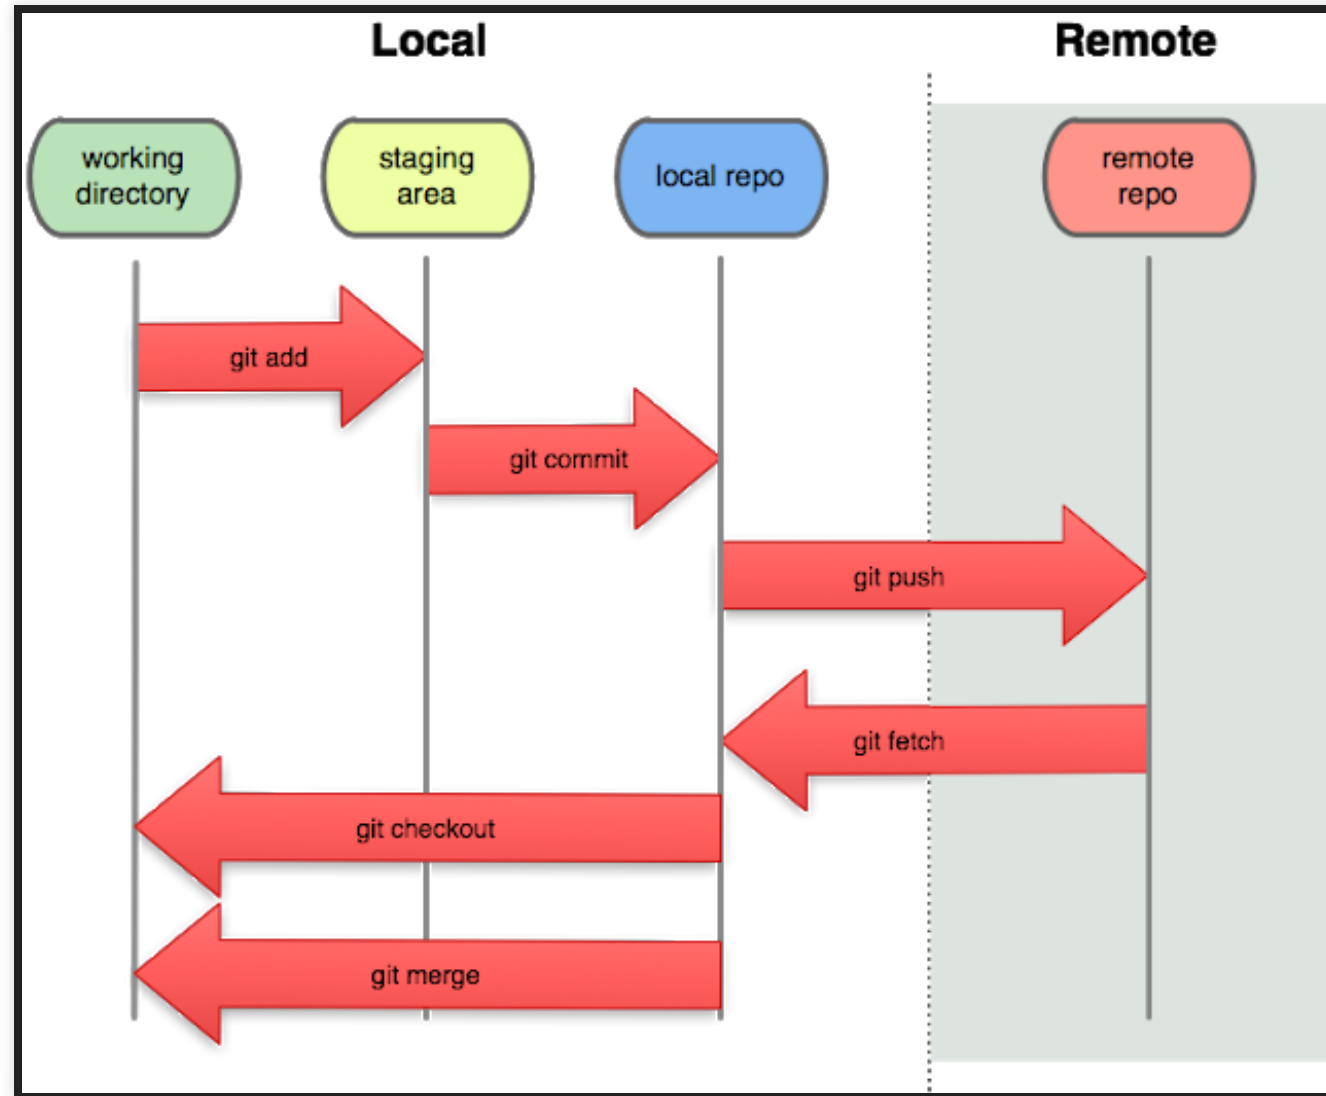 Local
Remote
working
directory
staging
area
local repo
remote
repo
git add
git commit
git push
git fetch
git checkout
git merge